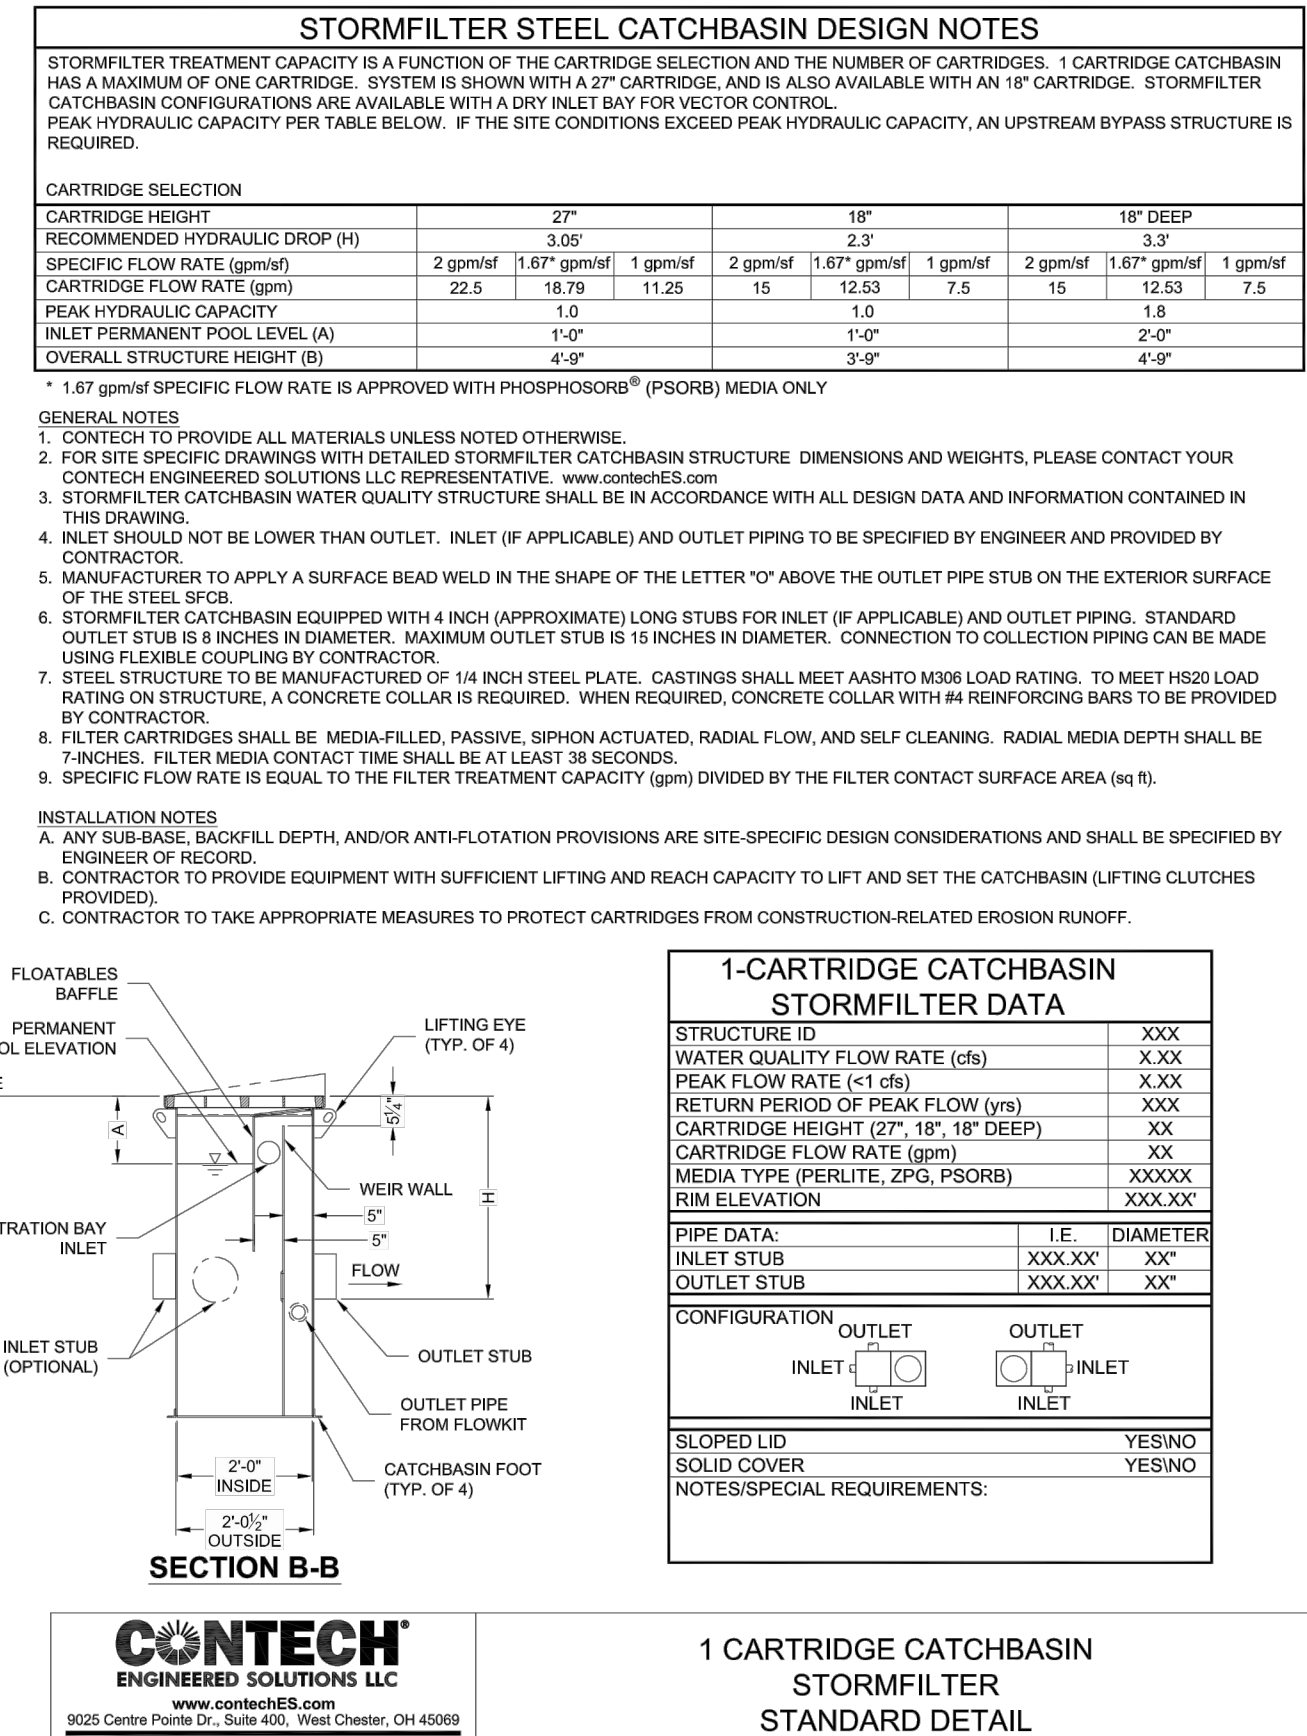 STORMFILTER STEEL CATCHBASIN DESIGN NOTES
STORMFILTER TREATMENT CAPACITY IS A FUNCTION OF THE CARTRIDGE SELECTION AND THE NUMBER OF CARTRIDGES. 1 CARTRIDGE CATCHBASIN
HAS A MAXIMUM OF ONE CARTRIDGE. SYSTEM IS SHOWN WITH A 27" CARTRIDGE, AND IS ALSO AVAILABLE WITH AN 18" CARTRIDGE. STORMFILTER
CATCHBASIN CONFIGURATIONS ARE AVAILABLE WITH A DRY INLET BAY FOR VECTOR CONTROL.
PEAK HYDRAULIC CAPACITY PER TABLE BELOW. IF THE SITE CONDITIONS EXCEED PEAK HYDRAULIC CAPACITY, AN UPSTREAM BYPASS STRUCTURE IS
REQUIRED.
CARTRIDGE SELECTION
CARTRIDGE HEIGHT 27" 18" 18" DEEP
RECOMMENDED HYDRAULIC DROP (H) 3.05' 2.3' 3.3'
SPECIFIC FLOW RATE (gpm/sf) 2 gpm/sf 1.67* gpm/sf 1 gpm/sf 2 gpm/sf 1.67* gpm/sf 1 gpm/sf 2 gpm/sf 1.67* gpm/sf 1 gpm/sf
CARTRIDGE FLOW RATE (gpm) 22.5 18.79 11.25 15 12.53 7.5 15 12.53 7.5
PEAK HYDRAULIC CAPACITY 1.0 1.0 1.8
INLET PERMANENT POOL LEVEL (A) 1'-0" 1'-0" 2'-0"
OVERALL STRUCTURE HEIGHT (B) 4'-9" 3'-9" 4'-9"
* 1.67 gpm/sf SPECIFIC FLOW RATE IS APPROVED WITH PHOSPHOSORB® (PSORB) MEDIA ONLY
GENERAL NOTES
1. CONTECH TO PROVIDE ALL MATERIALS UNLESS NOTED OTHERWISE.
2. FOR SITE SPECIFIC DRAWINGS WITH DETAILED STORMFILTER CATCHBASIN STRUCTURE DIMENSIONS AND WEIGHTS, PLEASE CONTACT YOUR
CONTECH ENGINEERED SOLUTIONS LLC REPRESENTATIVE. www.contechES.com
3. STORMFILTER CATCHBASIN WATER QUALITY STRUCTURE SHALL BE IN ACCORDANCE WITH ALL DESIGN DATA AND INFORMATION CONTAINED IN
THIS DRAWING.
4. INLET SHOULD NOT BE LOWER THAN OUTLET. INLET (IF APPLICABLE) AND OUTLET PIPING TO BE SPECIFIED BY ENGINEER AND PROVIDED BY
CONTRACTOR.
5. MANUFACTURER TO APPLY A SURFACE BEAD WELD IN THE SHAPE OF THE LETTER "O" ABOVE THE OUTLET PIPE STUB ON THE EXTERIOR SURFACE
OF THE STEEL SFCB.
6. STORMFILTER CATCHBASIN EQUIPPED WITH 4 INCH (APPROXIMATE) LONG STUBS FOR INLET (IF APPLICABLE) AND OUTLET PIPING. STANDARD
OUTLET STUB IS 8 INCHES IN DIAMETER. MAXIMUM OUTLET STUB IS 15 INCHES IN DIAMETER. CONNECTION TO COLLECTION PIPING CAN BE MADE
USING FLEXIBLE COUPLING BY CONTRACTOR.
7. STEEL STRUCTURE TO BE MANUFACTURED OF 1/4 INCH STEEL PLATE. CASTINGS SHALL MEET AASHTO M306 LOAD RATING. TO MEET HS20 LOAD
RATING ON STRUCTURE, A CONCRETE COLLAR IS REQUIRED. WHEN REQUIRED, CONCRETE COLLAR WITH #4 REINFORCING BARS TO BE PROVIDED
BY CONTRACTOR.
8. FILTER CARTRIDGES SHALL BE MEDIA-FILLED, PASSIVE, SIPHON ACTUATED, RADIAL FLOW, AND SELF CLEANING. RADIAL MEDIA DEPTH SHALL BE
7-INCHES. FILTER MEDIA CONTACT TIME SHALL BE AT LEAST 38 SECONDS.
9. SPECIFIC FLOW RATE IS EQUAL TO THE FILTER TREATMENT CAPACITY (gpm) DIVIDED BY THE FILTER CONTACT SURFACE AREA (sq ft).
INSTALLATION NOTES
A. ANY SUB-BASE, BACKFILL DEPTH, AND/OR ANTI-FLOTATION PROVISIONS ARE SITE-SPECIFIC DESIGN CONSIDERATIONS AND SHALL BE SPECIFIED BY
ENGINEER OF RECORD.
B. CONTRACTOR TO PROVIDE EQUIPMENT WITH SUFFICIENT LIFTING AND REACH CAPACITY TO LIFT AND SET THE CATCHBASIN (LIFTING CLUTCHES
PROVIDED).
C. CONTRACTOR TO TAKE APPROPRIATE MEASURES TO PROTECT CARTRIDGES FROM CONSTRUCTION-RELATED EROSION RUNOFF.
FLOATABLES
BAFFLE
PERMANENT
OL ELEVATION
E
LIFTING EYE
(TYP. OF 4)
A
5¼"
H
WEIR WALL
5"
5"
TRATION BAY
INLET
FLOW
INLET STUB
(OPTIONAL)
OUTLET STUB
OUTLET PIPE
FROM FLOWKIT
CATCHBASIN FOOT
(TYP. OF 4)
2'-0"
INSIDE
2'-0½"
OUTSIDE
SECTION B-B
1-CARTRIDGE CATCHBASIN
STORMFILTER DATA
STRUCTURE ID XXX
WATER QUALITY FLOW RATE (cfs) X.XX
PEAK FLOW RATE (<1 cfs) X.XX
RETURN PERIOD OF PEAK FLOW (yrs) XXX
CARTRIDGE HEIGHT (27", 18", 18" DEEP) XX
CARTRIDGE FLOW RATE (gpm) XX
MEDIA TYPE (PERLITE, ZPG, PSORB) XXXXX
RIM ELEVATION XXX.XX'
PIPE DATA: I.E. DIAMETER
INLET STUB XXX.XX' XX"
OUTLET STUB XXX.XX' XX"
CONFIGURATION
OUTLET OUTLET
INLET INLET
INLET INLET
SLOPED LID YES\NO
SOLID COVER YES\NO
NOTES/SPECIAL REQUIREMENTS:
CONTECH®
ENGINEERED SOLUTIONS LLC
www.contechES.com
9025 Centre Pointe Dr., Suite 400, West Chester, OH 45069
1 CARTRIDGE CATCHBASIN
STORMFILTER
STANDARD DETAIL